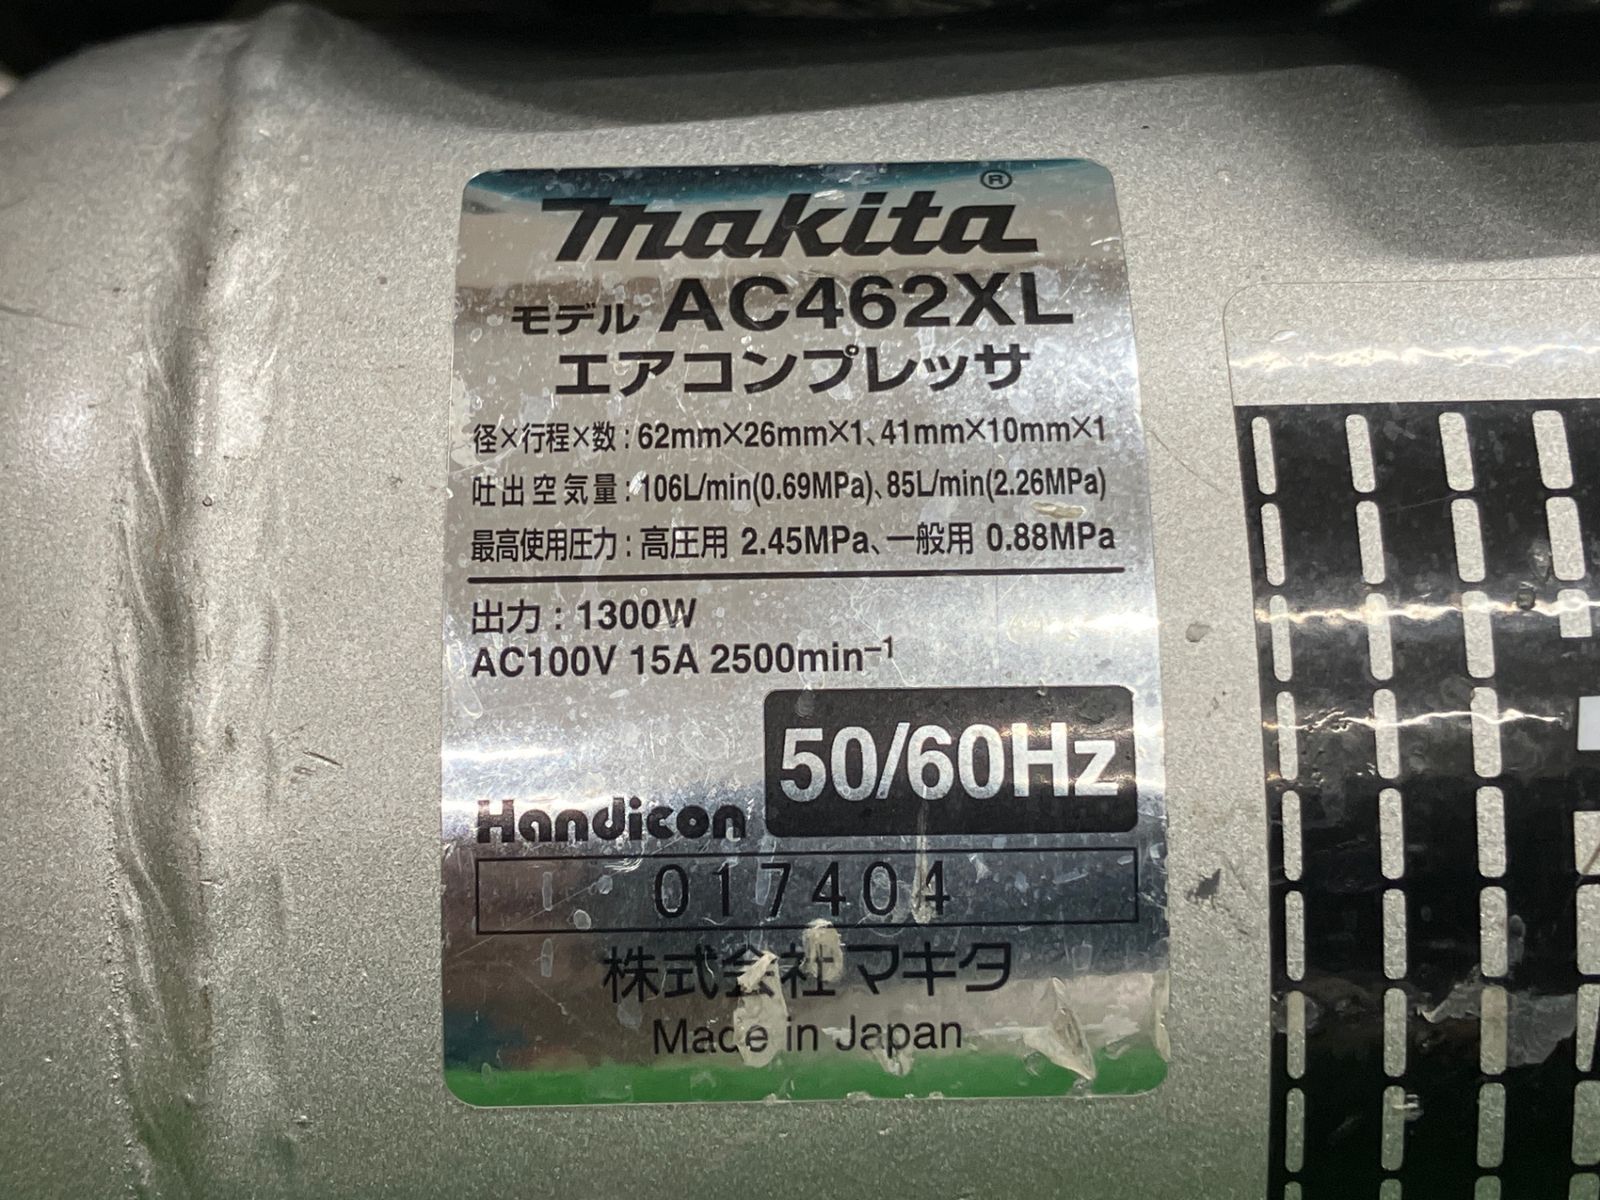 makita®
モデル AC462XL
エアコンプレッサ
径×行程×数：62mm×26mm×1、41mm×10mm×1
吐出空気量：106L/min(0.69MPa)、85L/min(2.26MPa)
最高使用圧力：高圧用 2.45MPa、一般用 0.88MPa
出力：1300W
AC100V 15A 2500min⁻¹
50/60Hz
Handicon
017404
株式会社マキタ
Made in Japan